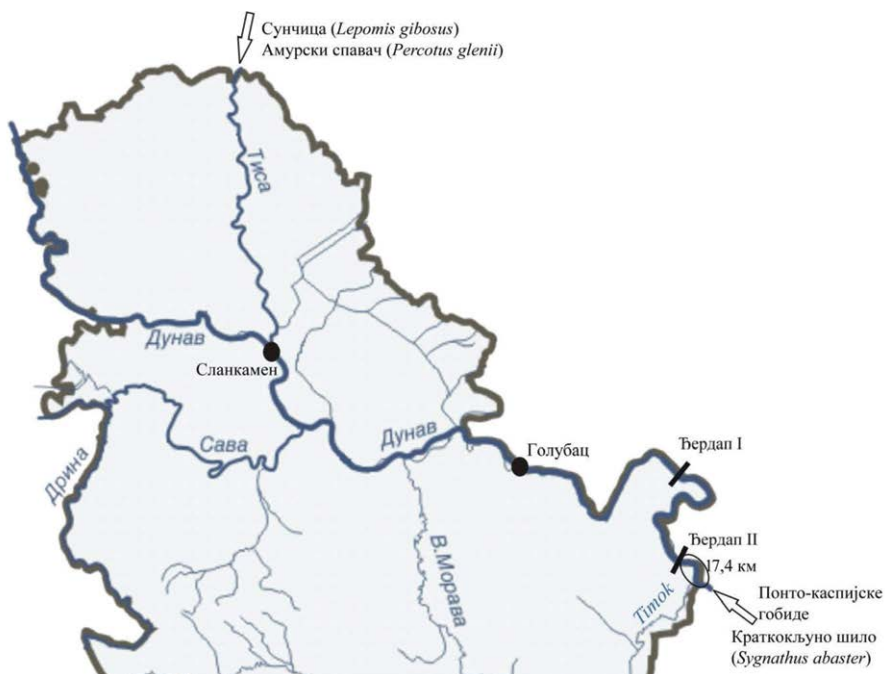 Сунчица (Lepomis gibosus)
Амурски спавач (Percotus glenii)
Тиса
Дунав
Сланкамен
Сава
Дунав
Голубац
Ђердап I
Дрина
В.Морава
Ђердап II
17,4 км
Timok
Понто-каспијске
гобиде
Краткокљуно шило
(Sygnathus abaster)